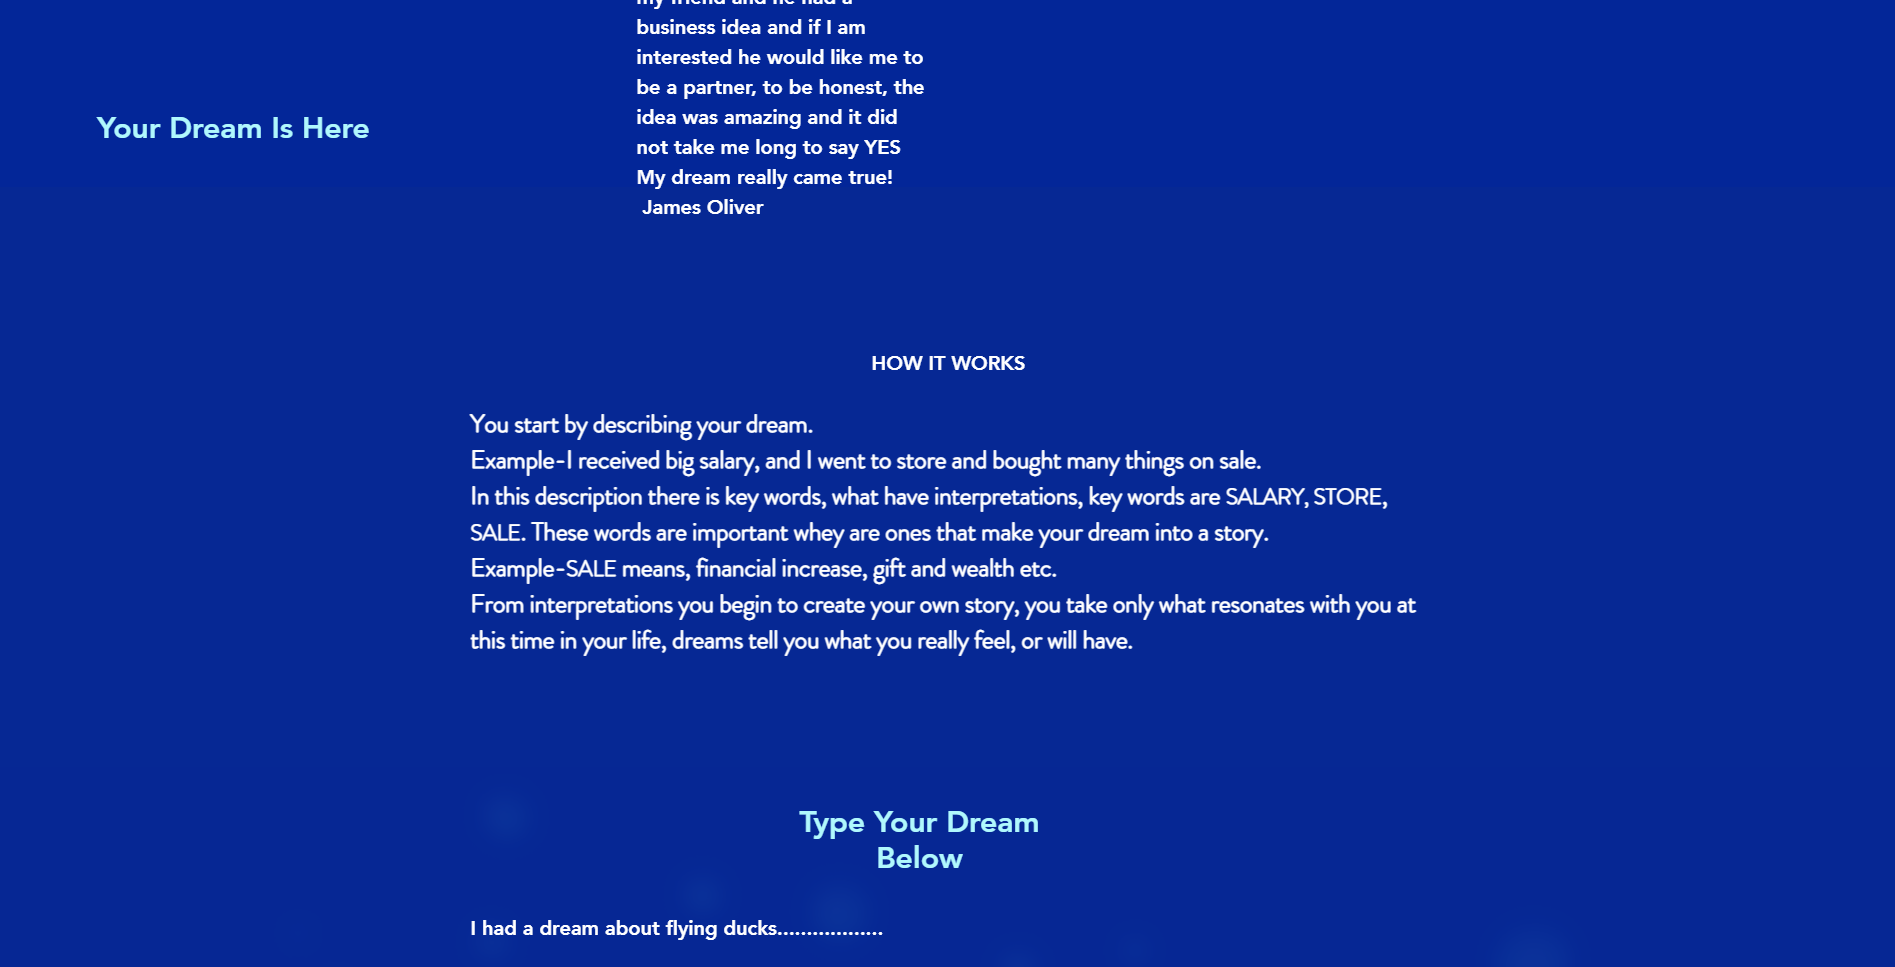 my friend and he had a
business idea and if I am
interested he would like me to
be a partner, to be honest, the
idea was amazing and it did
not take me long to say YES
My dream really came true!
James Oliver
Your Dream Is Here
HOW IT WORKS
You start by describing your dream.
Example-I received big salary, and I went to store and bought many things on sale.
In this description there is key words, what have interpretations, key words are SALARY, STORE,
SALE. These words are important whey are ones that make your dream into a story.
Example-SALE means, financial increase, gift and wealth etc.
From interpretations you begin to create your own story, you take only what resonates with you at
this time in your life, dreams tell you what you really feel, or will have.
Type Your Dream
Below
I had a dream about flying ducks..................